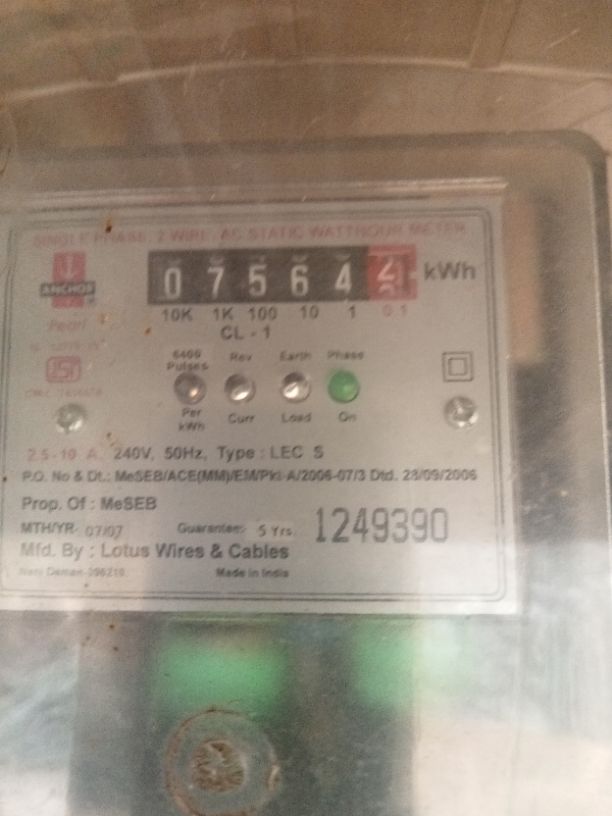 SINGLE PHASE, 2 WIRE, AC STATIC WATTHOUR METER
ANCHOR
Pearl
0 7 5 6 4 kWh
10K 1K 100 10 1 0.1
CL - 1
6400 Pulses Rev Earth Phase
Per kWh Curr Load On
ISI
2.5-10 A, 240V, 50Hz, Type : LEC S
P.O. No & Dt.: MeSEB/ACE(MM)/EM/Pkt-A/2006-07/3 Dtd. 28/09/2006
Prop. Of : MeSEB
MTH/YR- 07/07 Guarantee:- 5 Yrs. 1249390
Mfd. By : Lotus Wires & Cables
Daman Made in India